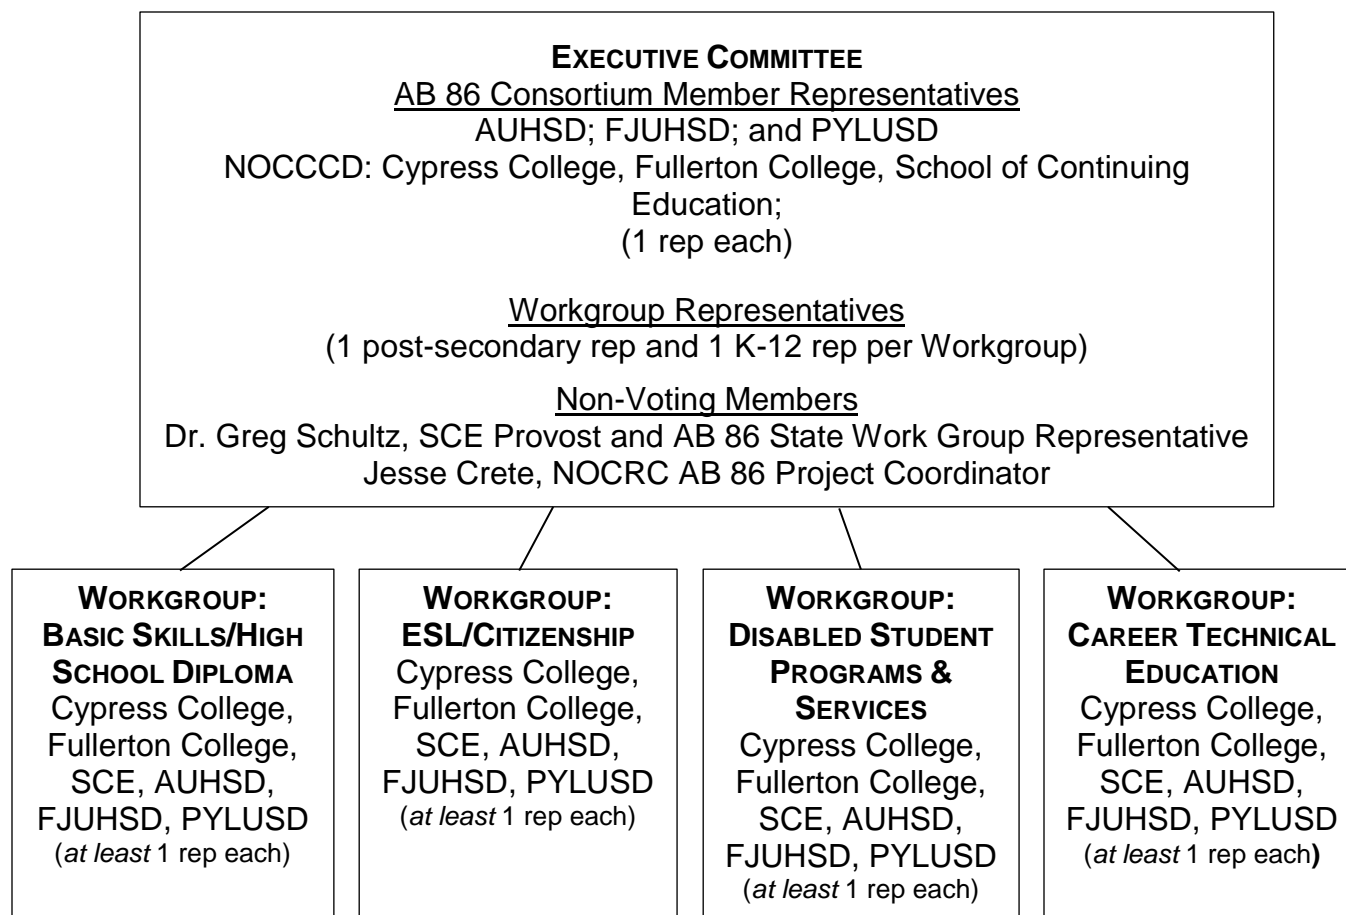 EXECUTIVE COMMITTEE
AB 86 Consortium Member Representatives
AUHSD; FJUHSD; and PYLUSD
NOCCCD: Cypress College, Fullerton College, School of Continuing
Education;
(1 rep each)
Workgroup Representatives
(1 post-secondary rep and 1 K-12 rep per Workgroup)
Non-Voting Members
Dr. Greg Schultz, SCE Provost and AB 86 State Work Group Representative
Jesse Crete, NOCRC AB 86 Project Coordinator
WORKGROUP:
BASIC SKILLS/HIGH
SCHOOL DIPLOMA
Cypress College,
Fullerton College,
SCE, AUHSD,
FJUHSD, PYLUSD
(at least 1 rep each)
WORKGROUP:
ESL/CITIZENSHIP
Cypress College,
Fullerton College,
SCE, AUHSD,
FJUHSD, PYLUSD
(at least 1 rep each)
WORKGROUP:
DISABLED STUDENT
PROGRAMS &
SERVICES
Cypress College,
Fullerton College,
SCE, AUHSD,
FJUHSD, PYLUSD
(at least 1 rep each)
WORKGROUP:
CAREER TECHNICAL
EDUCATION
Cypress College,
Fullerton College,
SCE, AUHSD,
FJUHSD, PYLUSD
(at least 1 rep each)